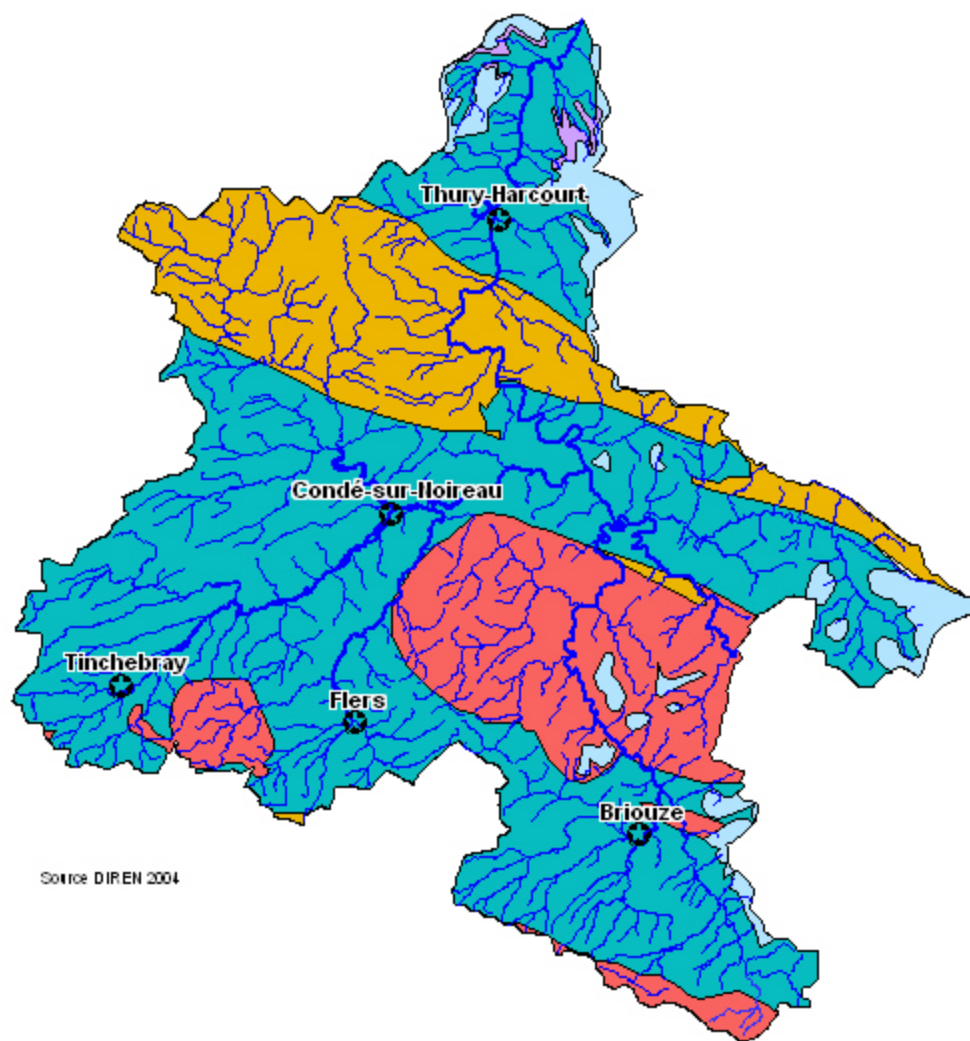 Thury-Harcourt
Condé-sur-Noireau
Tinchebray
Flers
Briouze
Source DIREN 2004